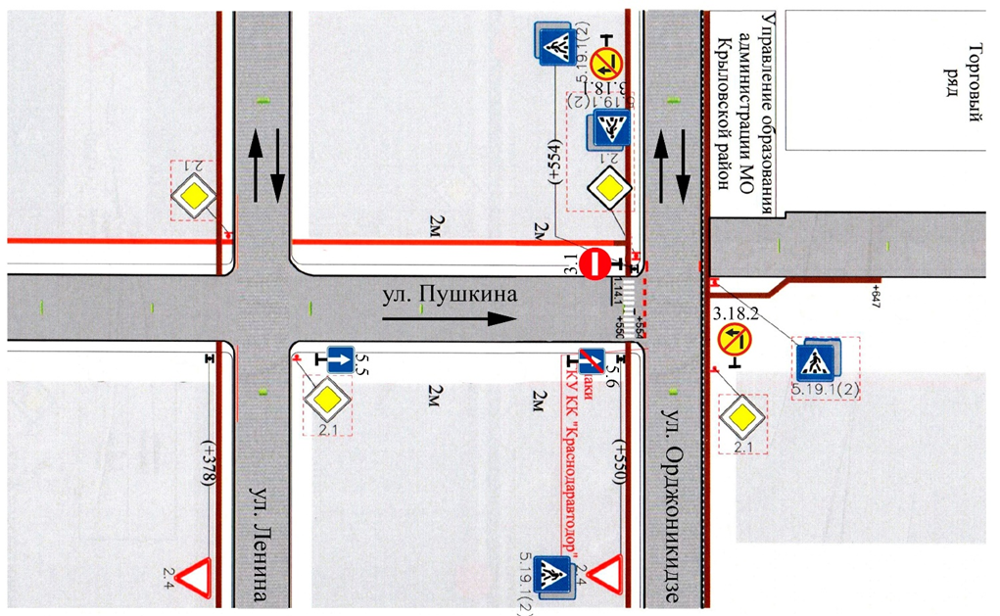 5.19.1(2)
3.18.1
5.19.1(2)
2.1
(+554)
Управление образования
администрации МО
Крыловской район
Торговый
ряд
2.1
2м
2м
3.1
1.14.1
+550
+554
ул. Пушкина
+647
3.18.2
5.5
5.6
5.19.1(2)
2.1
2.1
2м
2м
КУ КК "Краснодаравтодор"
(+378)
(+550)
ул. Ленина
ул. Орджоникидзе
2.4
5.19.1(2)
2.4